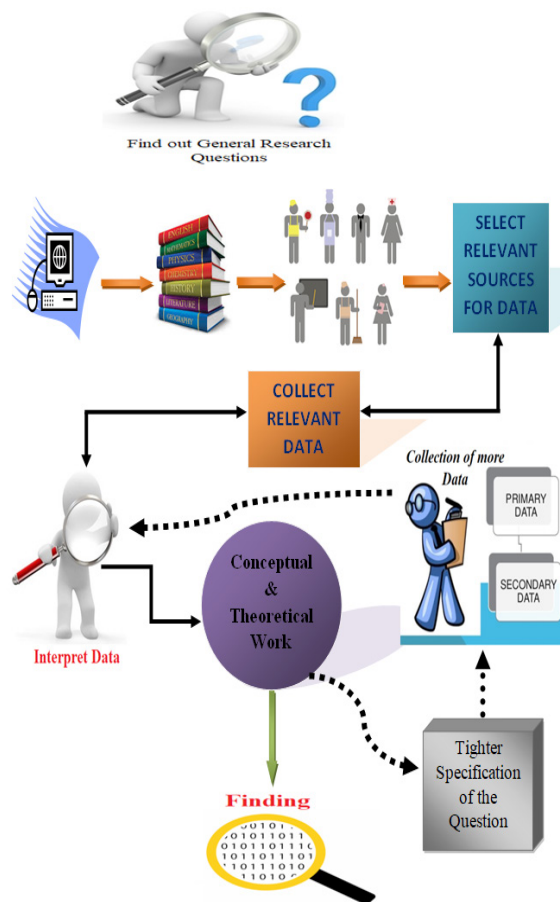 Find out General Research
Questions
ENGLISH
MATHEMATICS
PHYSICS
CHEMISTRY
HISTORY
LITERATURE
GEOGRAPHY
SELECT
RELEVANT
SOURCES
FOR DATA
COLLECT
RELEVANT
DATA
Collection of more
Data
PRIMARY
DATA
SECONDARY
DATA
Interpret Data
Conceptual
&
Theoretical
Work
Tighter
Specification
of the
Question
Finding